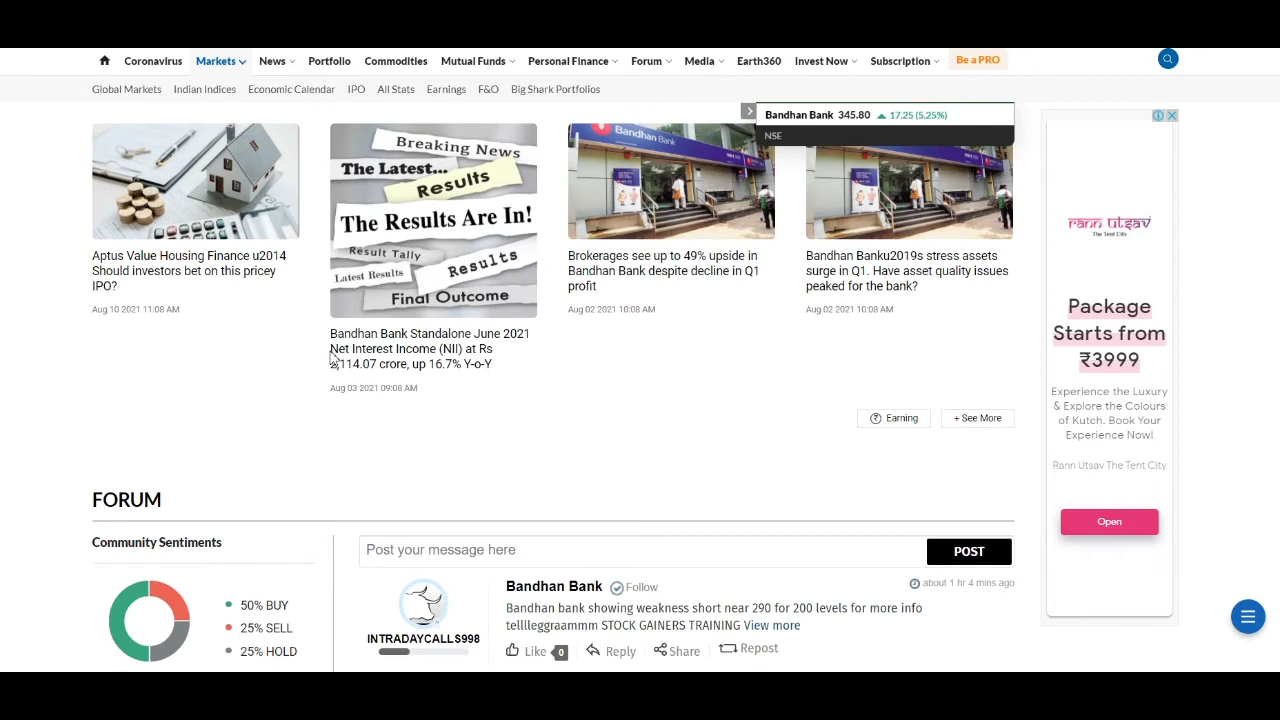 Coronavirus Markets News Portfolio Commodities Mutual Funds Personal Finance Forum Media Earth360 Invest Now Subscription Be a PRO
Global Markets Indian Indices Economic Calendar IPO All Stats Earnings F&O Big Shark Portfolios
Bandhan Bank 345.80 ▲ 17.25 (5.25%)
NSE
Breaking News
The Latest...
Results
The Results Are In!
Result Tally
Latest Results
Results
Final Outcome
Bandhan Bank
Aptus Value Housing Finance u2014
Should investors bet on this pricey
IPO?
Aug 10 2021 11:08 AM
Bandhan Bank Standalone June 2021
Net Interest Income (NII) at Rs
2,114.07 crore, up 16.7% Y-o-Y
Aug 03 2021 09:08 AM
Brokerages see up to 49% upside in
Bandhan Bank despite decline in Q1
profit
Aug 02 2021 10:08 AM
Bandhan Banku2019s stress assets
surge in Q1. Have asset quality issues
peaked for the bank?
Aug 02 2021 10:08 AM
₹ Earning
+ See More
rann utsav
The Tent City
Package
Starts from
₹3999
Experience the Luxury
& Explore the Colours
of Kutch. Book Your
Experience Now!
Rann Utsav The Tent City
Open
FORUM
Community Sentiments
50% BUY
25% SELL
25% HOLD
Post your message here
POST
INTRADAYCALLS998
Bandhan Bank Follow
about 1 hr 4 mins ago
Bandhan bank showing weakness short near 290 for 200 levels for more info
tellleggraammm STOCK GAINERS TRAINING View more
Like 0 Reply Share Repost